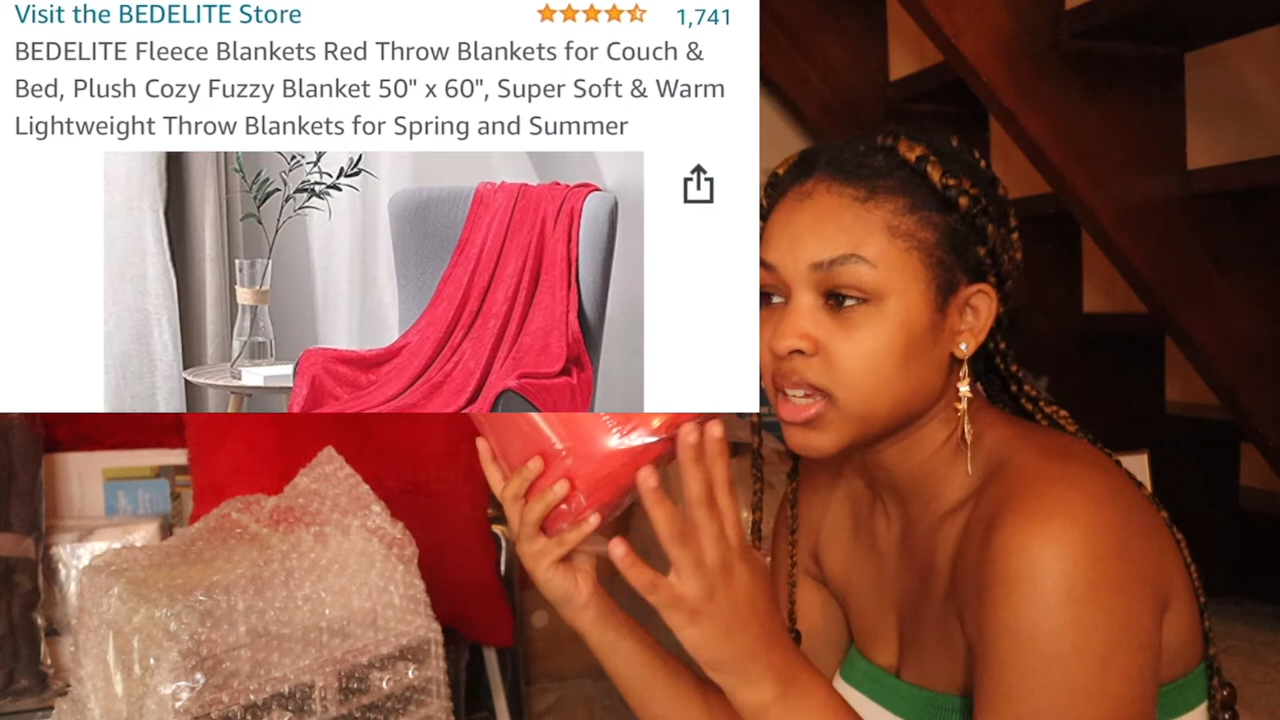 Visit the BEDELITE Store
1,741
BEDELITE Fleece Blankets Red Throw Blankets for Couch &
Bed, Plush Cozy Fuzzy Blanket 50" x 60", Super Soft & Warm
Lightweight Throw Blankets for Spring and Summer